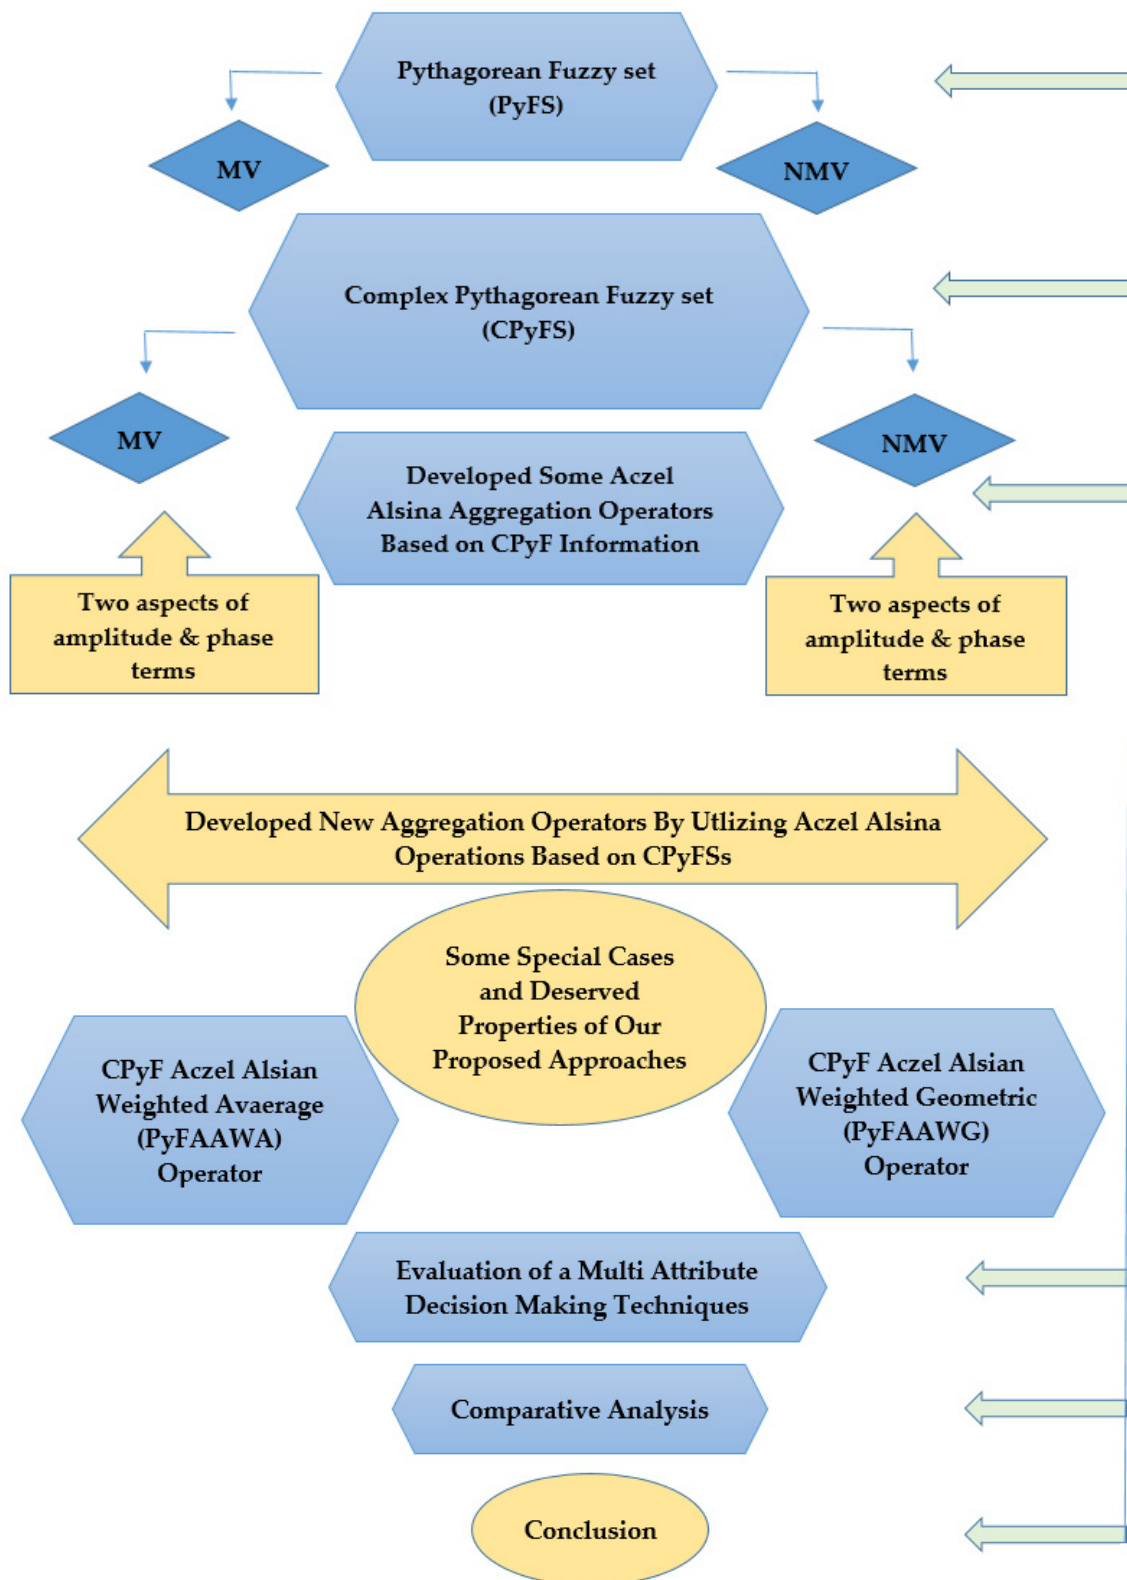 Pythagorean Fuzzy set
(PyFS)
MV
NMV
Complex Pythagorean Fuzzy set
(CPyFS)
MV
NMV
Developed Some Aczel
Alsina Aggregation Operators
Based on CPyF Information
Two aspects of
amplitude & phase
terms
Two aspects of
amplitude & phase
terms
Developed New Aggregation Operators By Utlizing Aczel Alsina
Operations Based on CPyFSs
Some Special Cases
and Deserved
Properties of Our
Proposed Approaches
CPyF Aczel Alsian
Weighted Avaerage
(PyFAAWA)
Operator
CPyF Aczel Alsian
Weighted Geometric
(PyFAAWG)
Operator
Evaluation of a Multi Attribute
Decision Making Techniques
Comparative Analysis
Conclusion